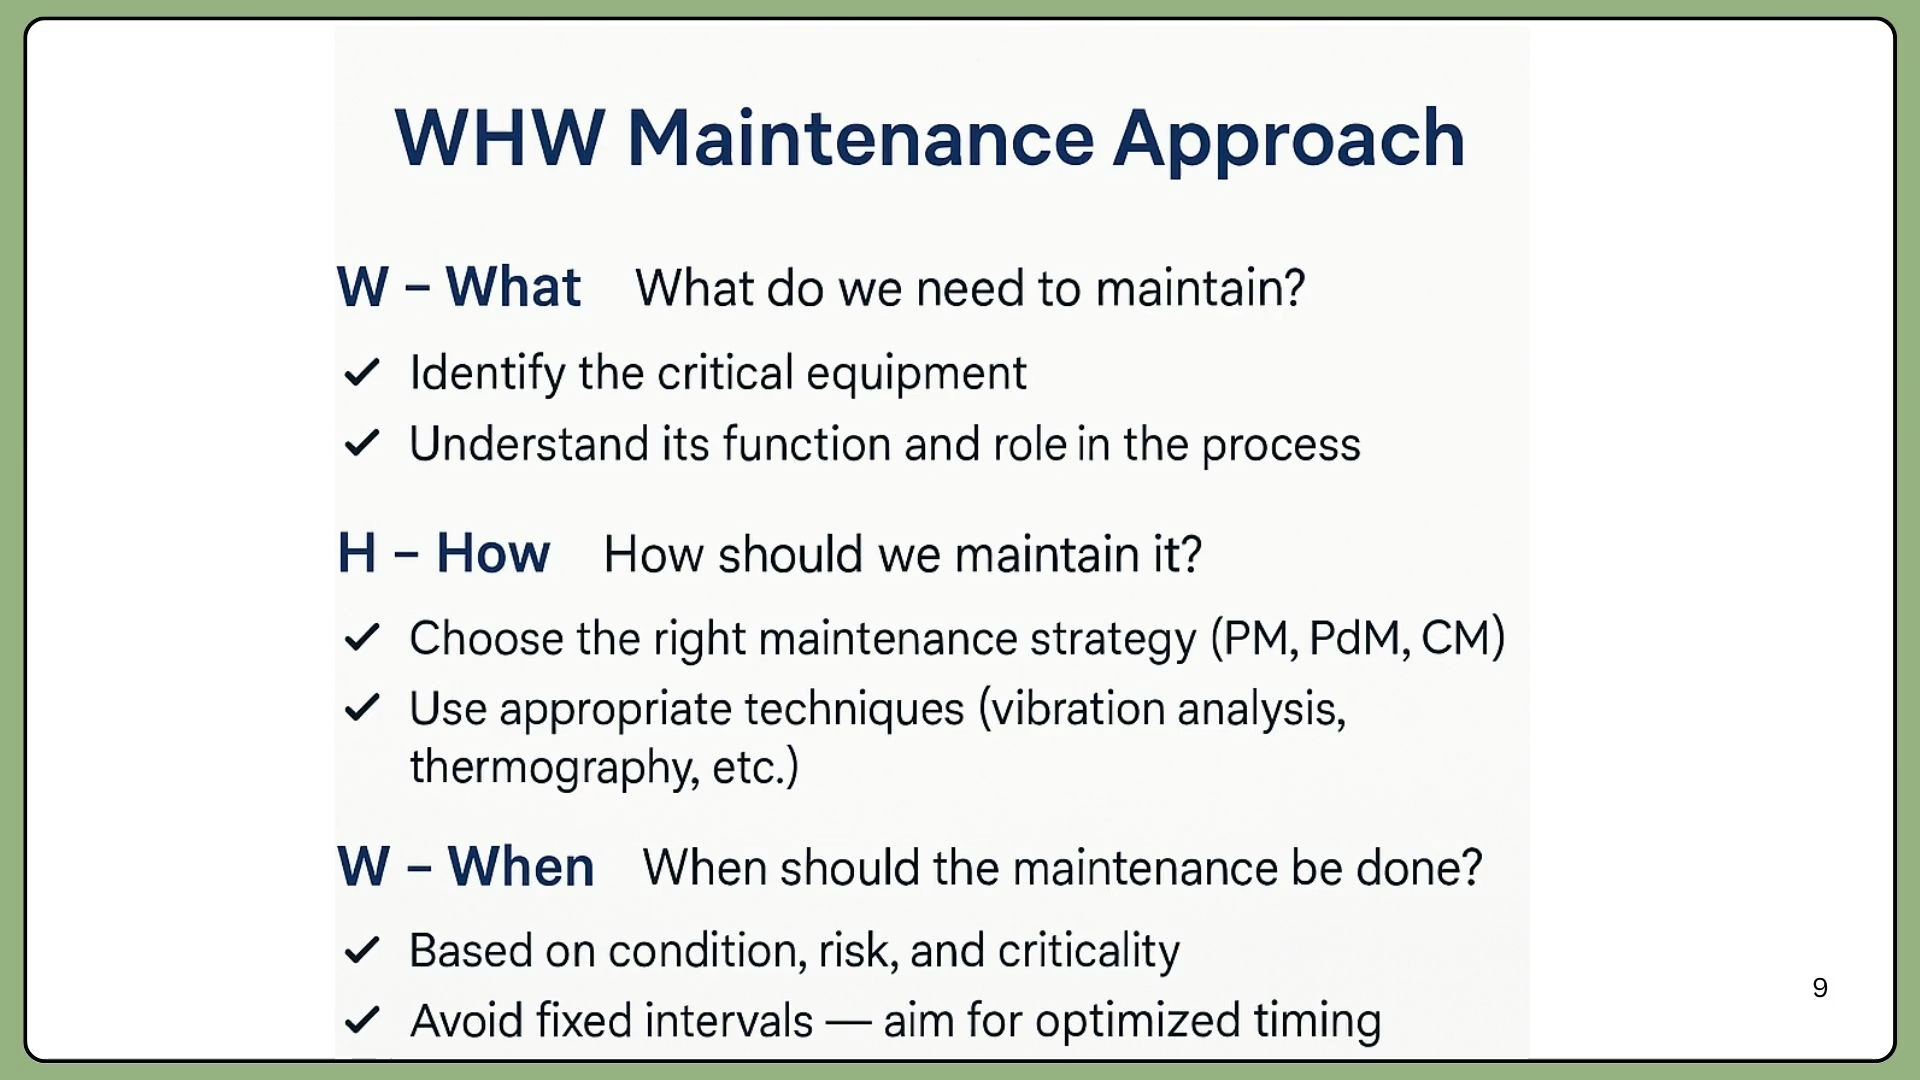 WHW Maintenance Approach
W – What What do we need to maintain?
✓ Identify the critical equipment
✓ Understand its function and role in the process
H – How How should we maintain it?
✓ Choose the right maintenance strategy (PM, PdM, CM)
✓ Use appropriate techniques (vibration analysis,
thermography, etc.)
W – When When should the maintenance be done?
✓ Based on condition, risk, and criticality
✓ Avoid fixed intervals — aim for optimized timing
9